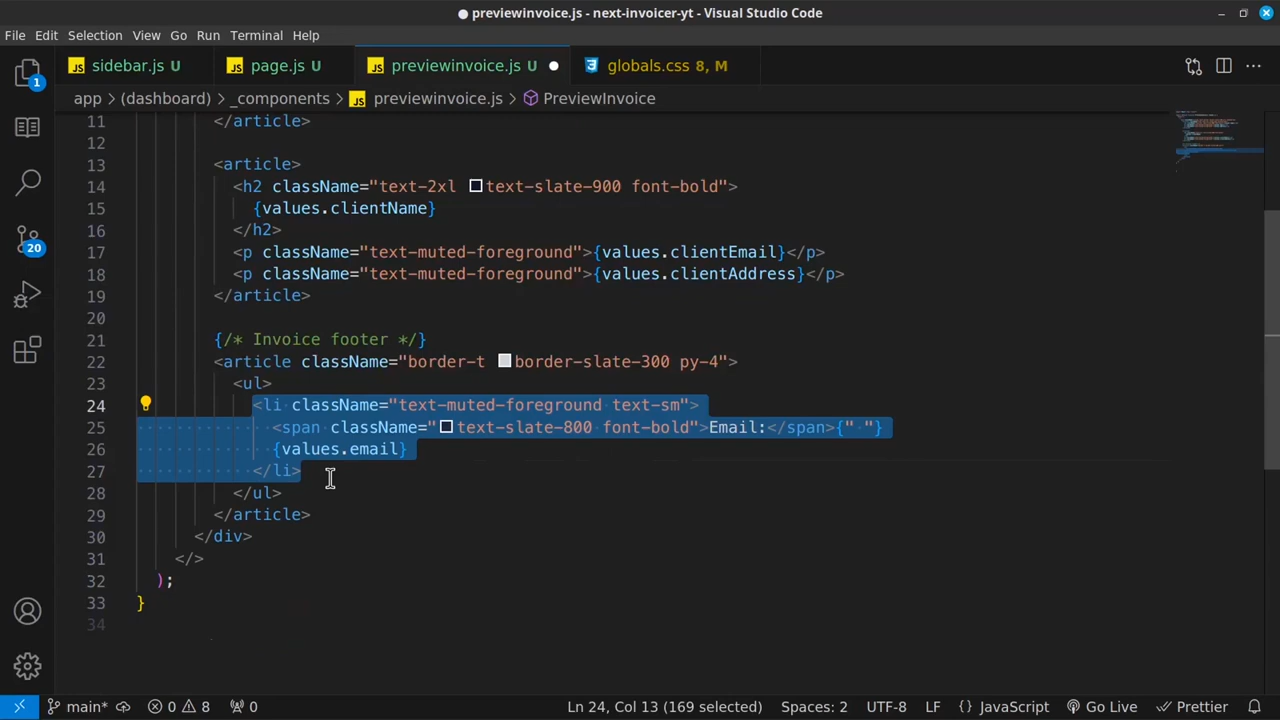 previewinvoice.js - next-invoicer-yt - Visual Studio Code
File Edit Selection View Go Run Terminal Help
JS sidebar.js U JS page.js U JS previewinvoice.js U globals.css 8, M
app > (dashboard) > _components > JS previewinvoice.js > PreviewInvoice
11 </article>
12
13 <article>
14 <h2 className="text-2xl text-slate-900 font-bold">
15 {values.clientName}
16 </h2>
17 <p className="text-muted-foreground">{values.clientEmail}</p>
18 <p className="text-muted-foreground">{values.clientAddress}</p>
19 </article>
20
21 {/* Invoice footer */}
22 <article className="border-t border-slate-300 py-4">
23 <ul>
24 <li className="text-muted-foreground text-sm">
25 <span className="text-slate-800 font-bold">Email:</span>{" "}
26 {values.email}
27 </li>
28 </ul>
29 </article>
30 </div>
31 </>
32 );
33 }
34
1
20
main* 0 8 0 Ln 24, Col 13 (169 selected) Spaces: 2 UTF-8 LF {} JavaScript Go Live Prettier